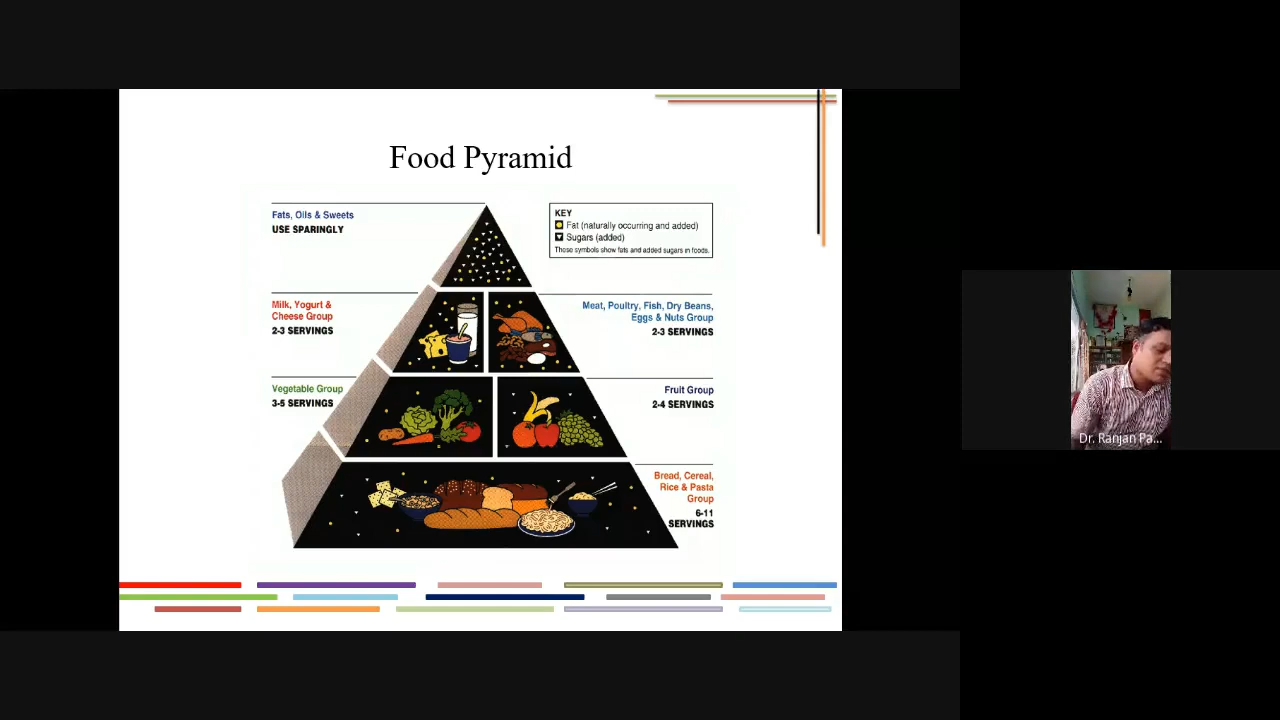 Food Pyramid
Fats, Oils & Sweets
USE SPARINGLY
KEY
Fat (naturally occurring and added)
Sugars (added)
These symbols show fats and added sugars in foods.
Milk, Yogurt &
Cheese Group
2-3 SERVINGS
Meat, Poultry, Fish, Dry Beans,
Eggs & Nuts Group
2-3 SERVINGS
Vegetable Group
3-5 SERVINGS
Fruit Group
2-4 SERVINGS
Bread, Cereal,
Rice & Pasta
Group
6-11
SERVINGS
Dr. Ranjan Pa...